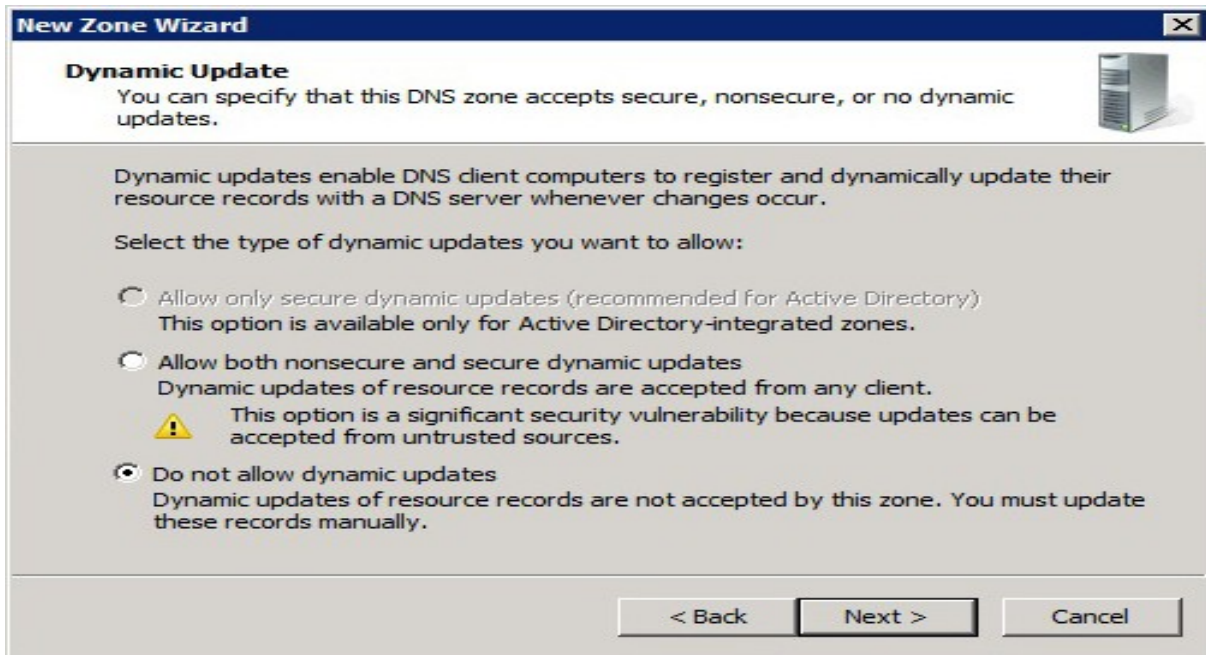 New Zone Wizard
Dynamic Update
You can specify that this DNS zone accepts secure, nonsecure, or no dynamic
updates.
Dynamic updates enable DNS client computers to register and dynamically update their
resource records with a DNS server whenever changes occur.
Select the type of dynamic updates you want to allow:
Allow only secure dynamic updates (recommended for Active Directory)
This option is available only for Active Directory-integrated zones.
Allow both nonsecure and secure dynamic updates
Dynamic updates of resource records are accepted from any client.
This option is a significant security vulnerability because updates can be
accepted from untrusted sources.
Do not allow dynamic updates
Dynamic updates of resource records are not accepted by this zone. You must update
these records manually.
< Back Next > Cancel